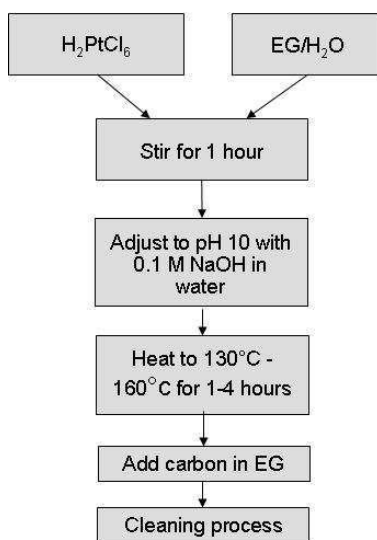 H₂PtCl₆
EG/H₂O
Stir for 1 hour
Adjust to pH 10 with
0.1 M NaOH in
water
Heat to 130°C -
160°C for 1-4 hours
Add carbon in EG
Cleaning process